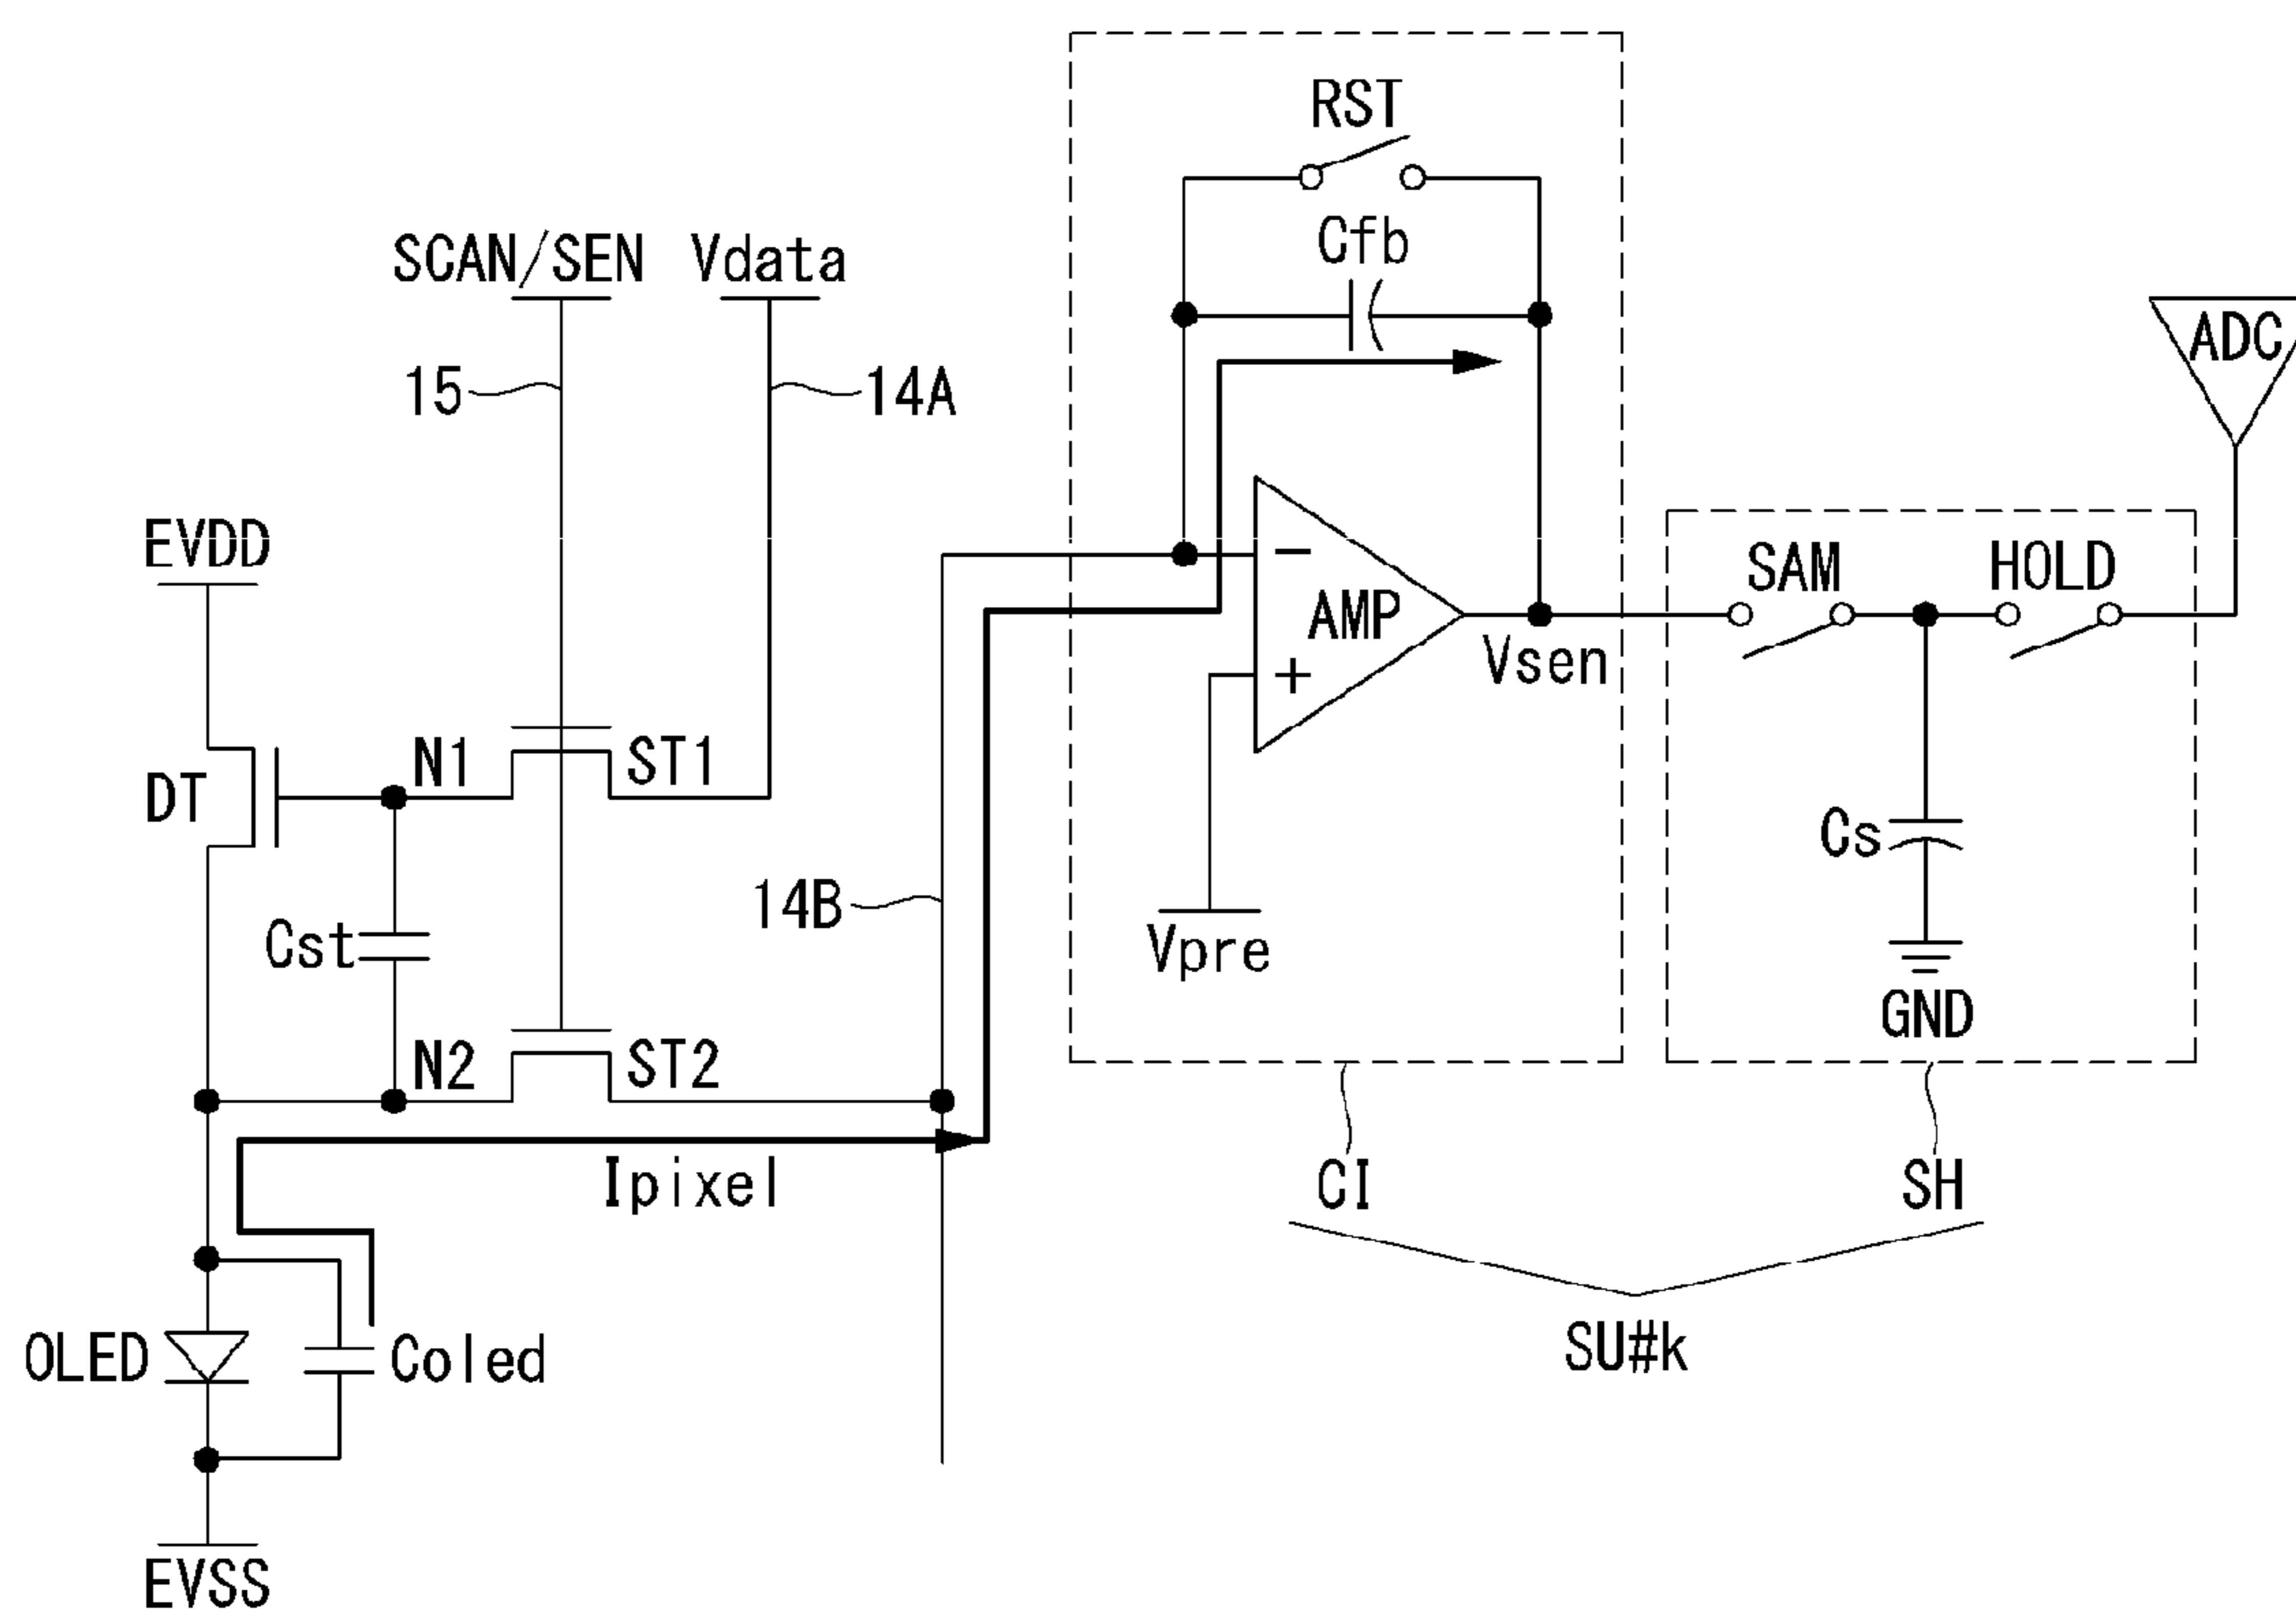 RST
Cfb
SCAN/SEN
Vdata
ADC
15
14A
EVDD
−
AMP
+
Vsen
SAM
HOLD
N1
ST1
DT
Cs
14B
Cst
Vpre
GND
N2
ST2
Ipixel
CI
SH
OLED
Coled
SU#k
EVSS